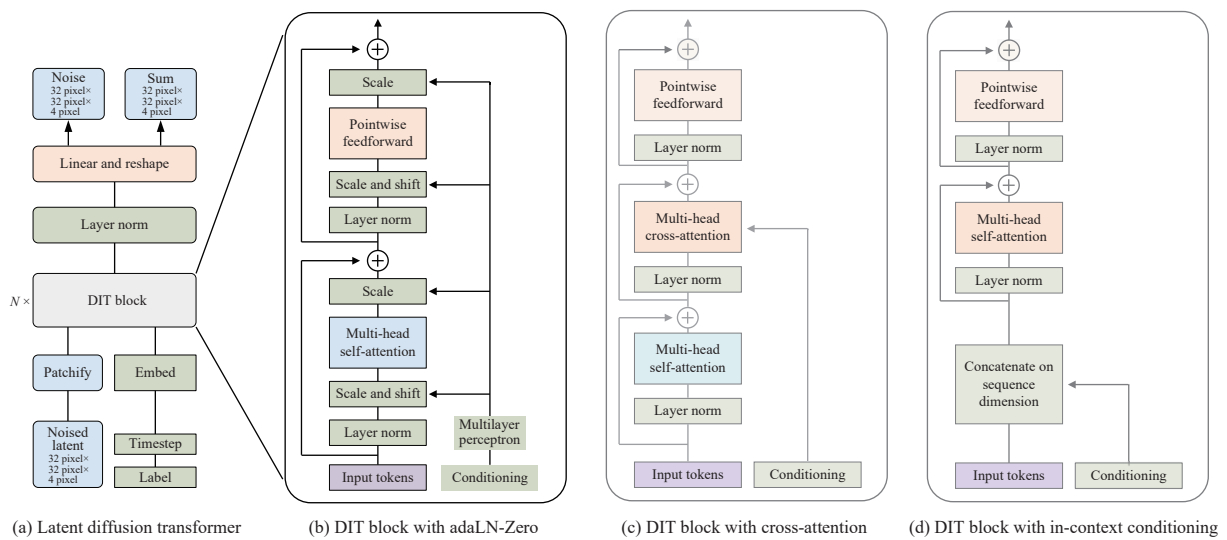 Noise
32 pixel×
32 pixel×
4 pixel
Sum
32 pixel×
32 pixel×
4 pixel
Linear and reshape
Layer norm
N ×
DIT block
Patchify
Embed
Noised
latent
32 pixel×
32 pixel×
4 pixel
Timestep
Label
(a) Latent diffusion transformer
Scale
Pointwise
feedforward
Scale and shift
Layer norm
Scale
Multi-head
self-attention
Scale and shift
Layer norm
Multilayer
perceptron
Input tokens
Conditioning
(b) DIT block with adaLN-Zero
Pointwise
feedforward
Layer norm
Multi-head
cross-attention
Layer norm
Multi-head
self-attention
Layer norm
Input tokens
Conditioning
(c) DIT block with cross-attention
Pointwise
feedforward
Layer norm
Multi-head
self-attention
Layer norm
Concatenate on
sequence
dimension
Input tokens
Conditioning
(d) DIT block with in-context conditioning